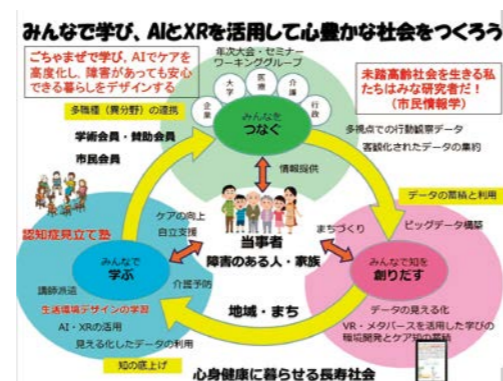 みんなで学び、AIとXRを活用して心豊かな社会をつくろう
ごちゃまぜで学び，AIでケアを
高度化し，障害があっても安心
できる暮らしをデザインする
年次大会・セミナー
ワーキンググループ
企業
大学
医療
介護
行政
みんなを
つなぐ
未踏高齢社会を生きる私
たちはみな研究者だ！
（市民情報学）
多職種（異分野）の連携
学術会員・賛助会員
市民会員
多視点での行動観察データ
客観化されたデータの集約
情報提供
データの蓄積と利用
ビッグデータ構築
認知症見立て塾
ケアの向上
自立支援
当事者
障害のある人・家族
まちづくり
みんなで
学ぶ
みんなで知を
創りだす
講師派遣
介護予防
生活環境デザインの学習
AI・XRの活用
見える化したデータの利用
知の底上げ
地域・まち
データの見える化
VR・メタバースを活用した学びの
環境開発とケア知の蓄積
心身健康に暮らせる長寿社会